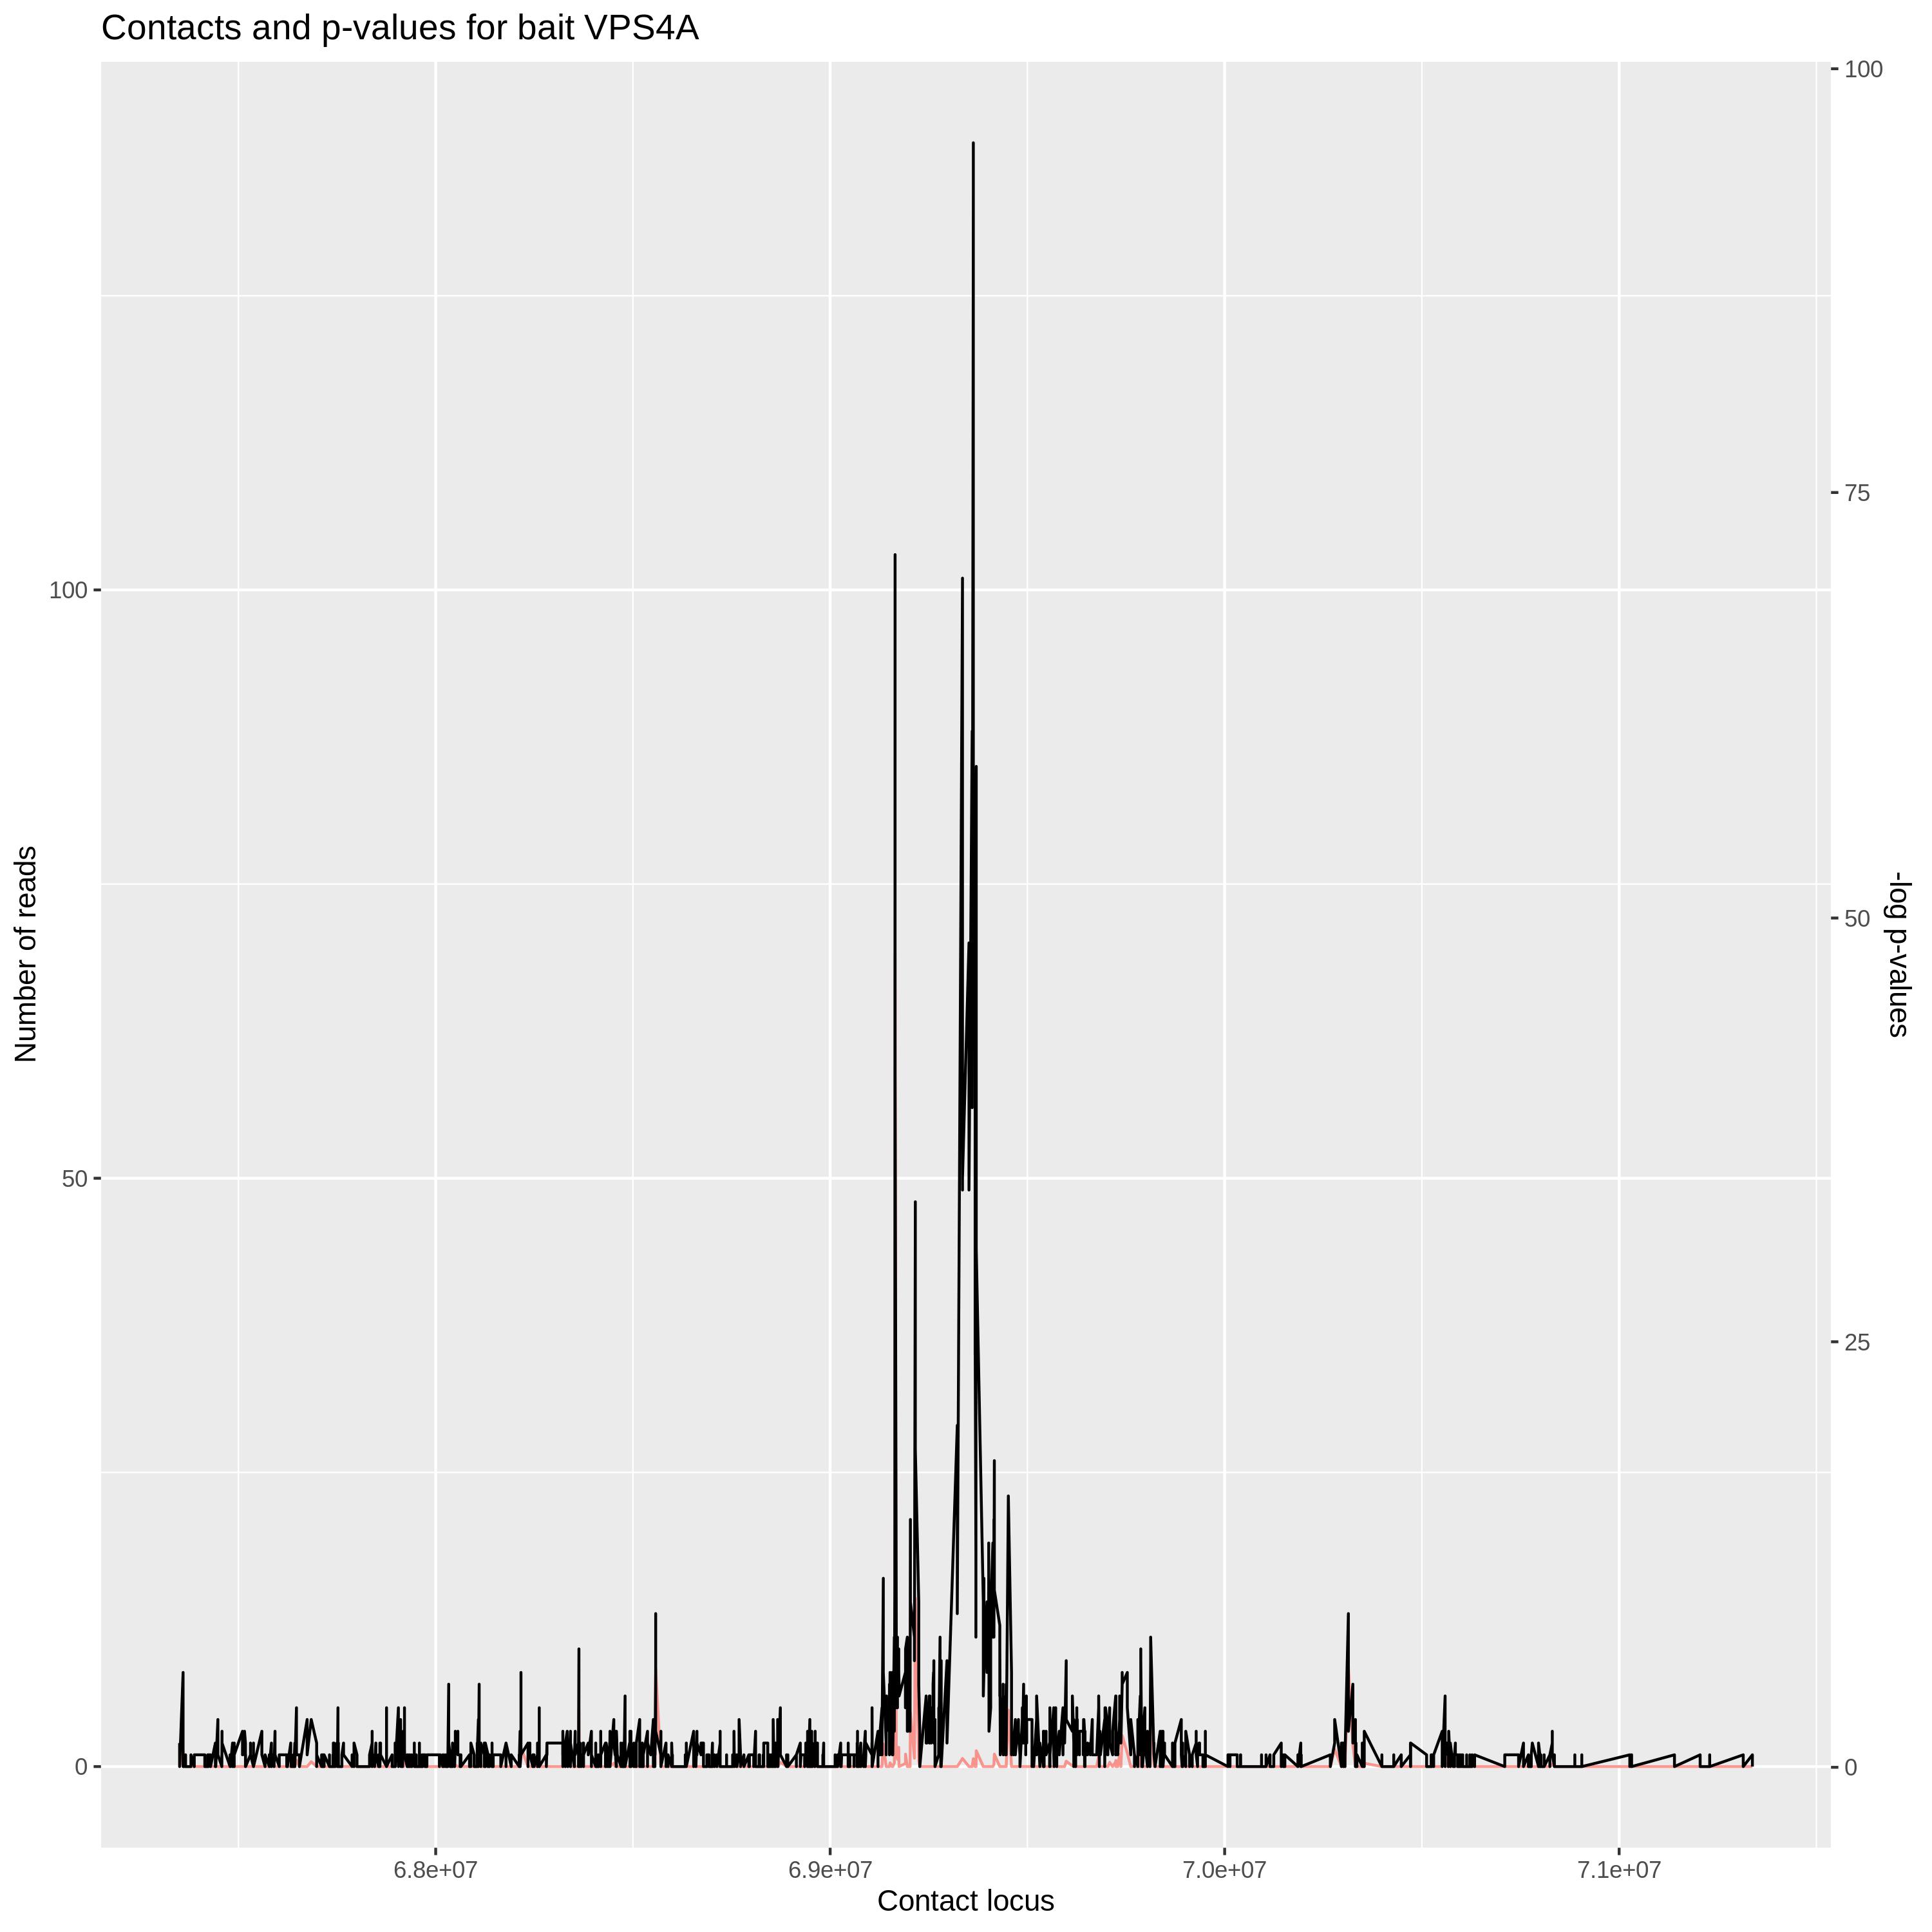 Contacts and p-values for bait VPS4A
100
50
0
Number of reads
100
75
50
25
0
-log p-values
6.8e+07
6.9e+07
7.0e+07
7.1e+07
Contact locus